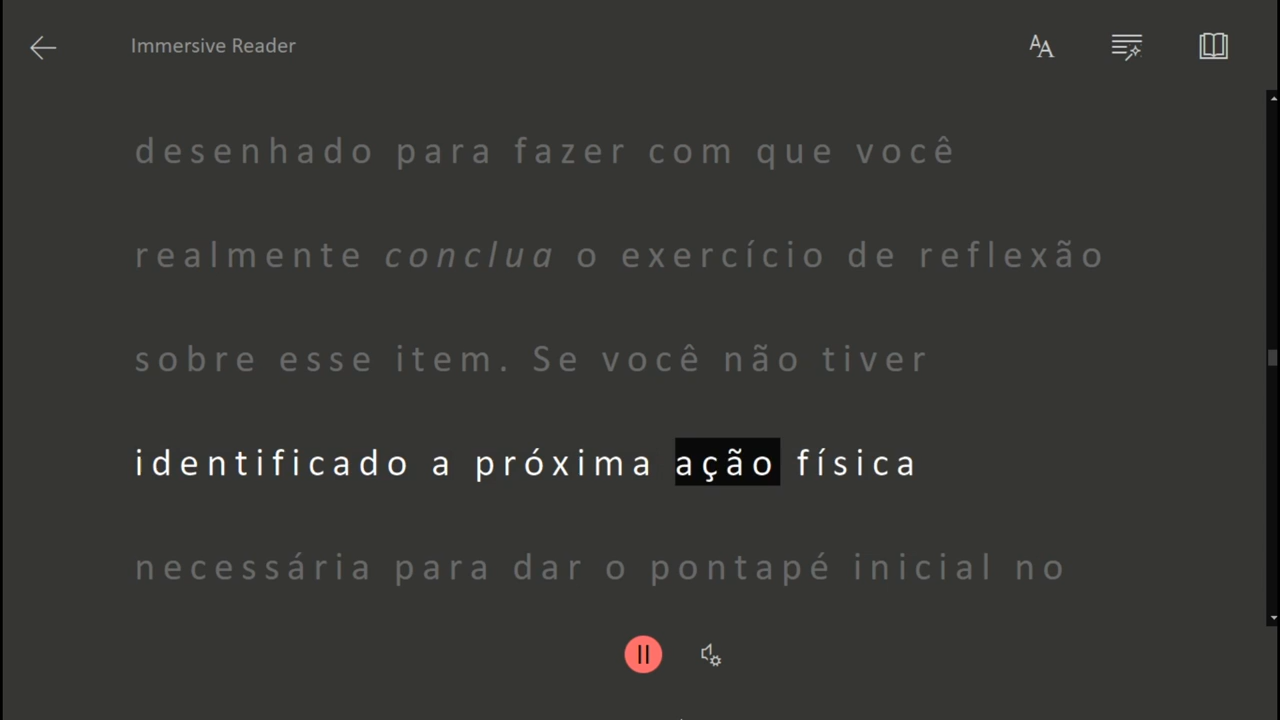 Immersive Reader
desenhado para fazer com que você
realmente conclua o exercício de reflexão
sobre esse item. Se você não tiver
identificado a próxima ação física
necessária para dar o pontapé inicial no